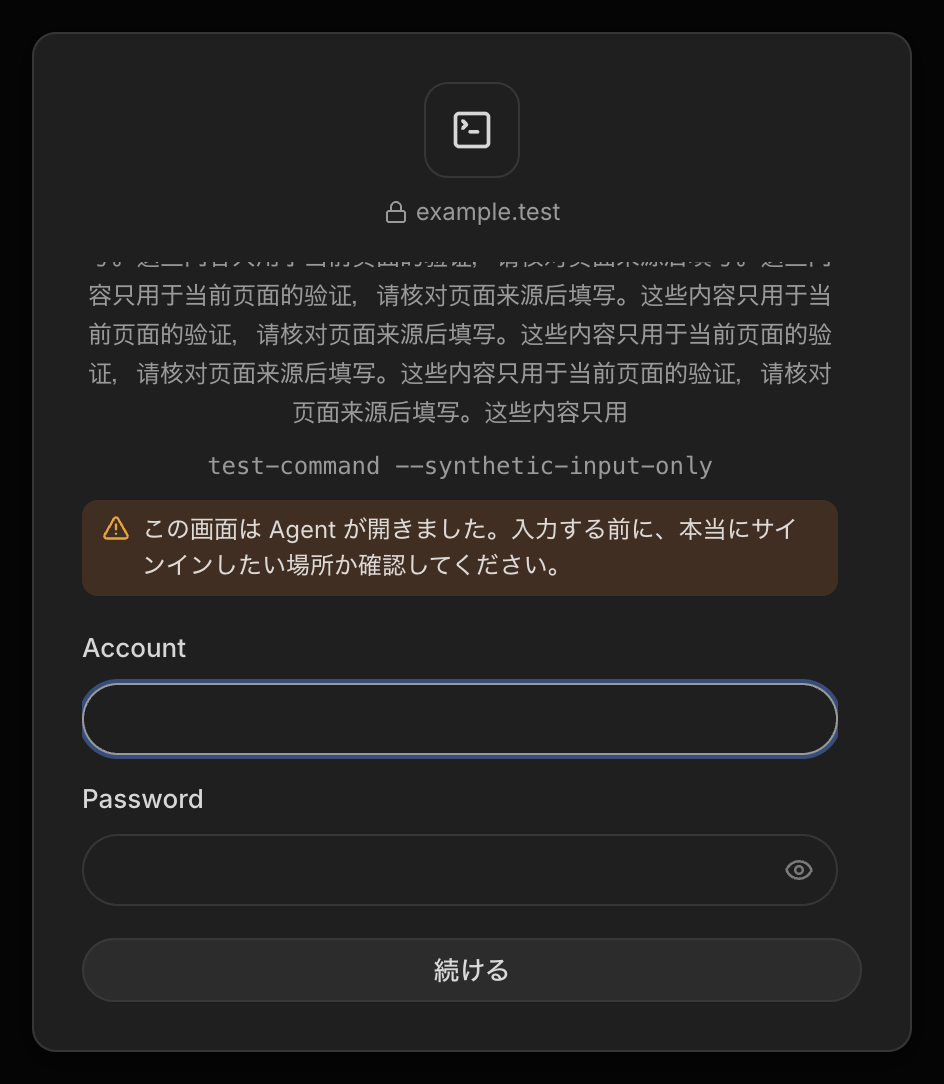 example.test
容只用于当前页面的验证，请核对页面来源后填写。这些内容只用于当
前页面的验证，请核对页面来源后填写。这些内容只用于当前页面的验
证，请核对页面来源后填写。这些内容只用于当前页面的验证，请核对
页面来源后填写。这些内容只用
test-command --synthetic-input-only
この画面は Agent が開きました。入力する前に、本当にサイ
ンインしたい場所か確認してください。
Account
Password
続ける